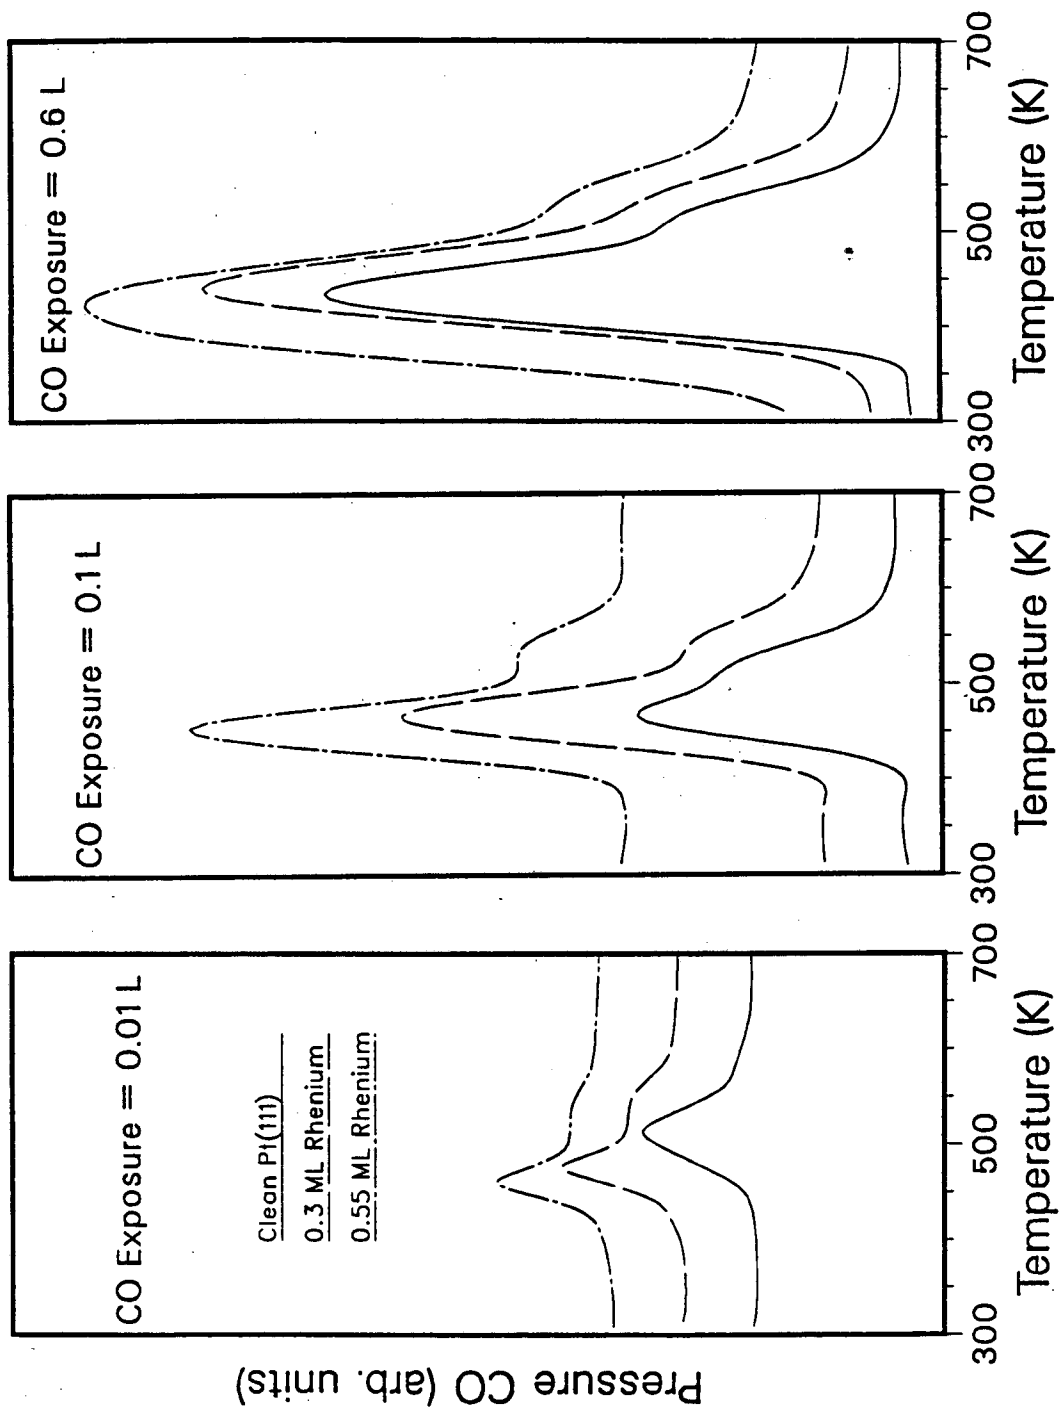 Pressure CO (arb. units)
CO Exposure = 0.01 L
Clean Pt(111)
0.3 ML Rhenium
0.55 ML Rhenium
300 500 700
Temperature (K)
CO Exposure = 0.1 L
300 500 700
Temperature (K)
CO Exposure = 0.6 L
300 500 700
Temperature (K)